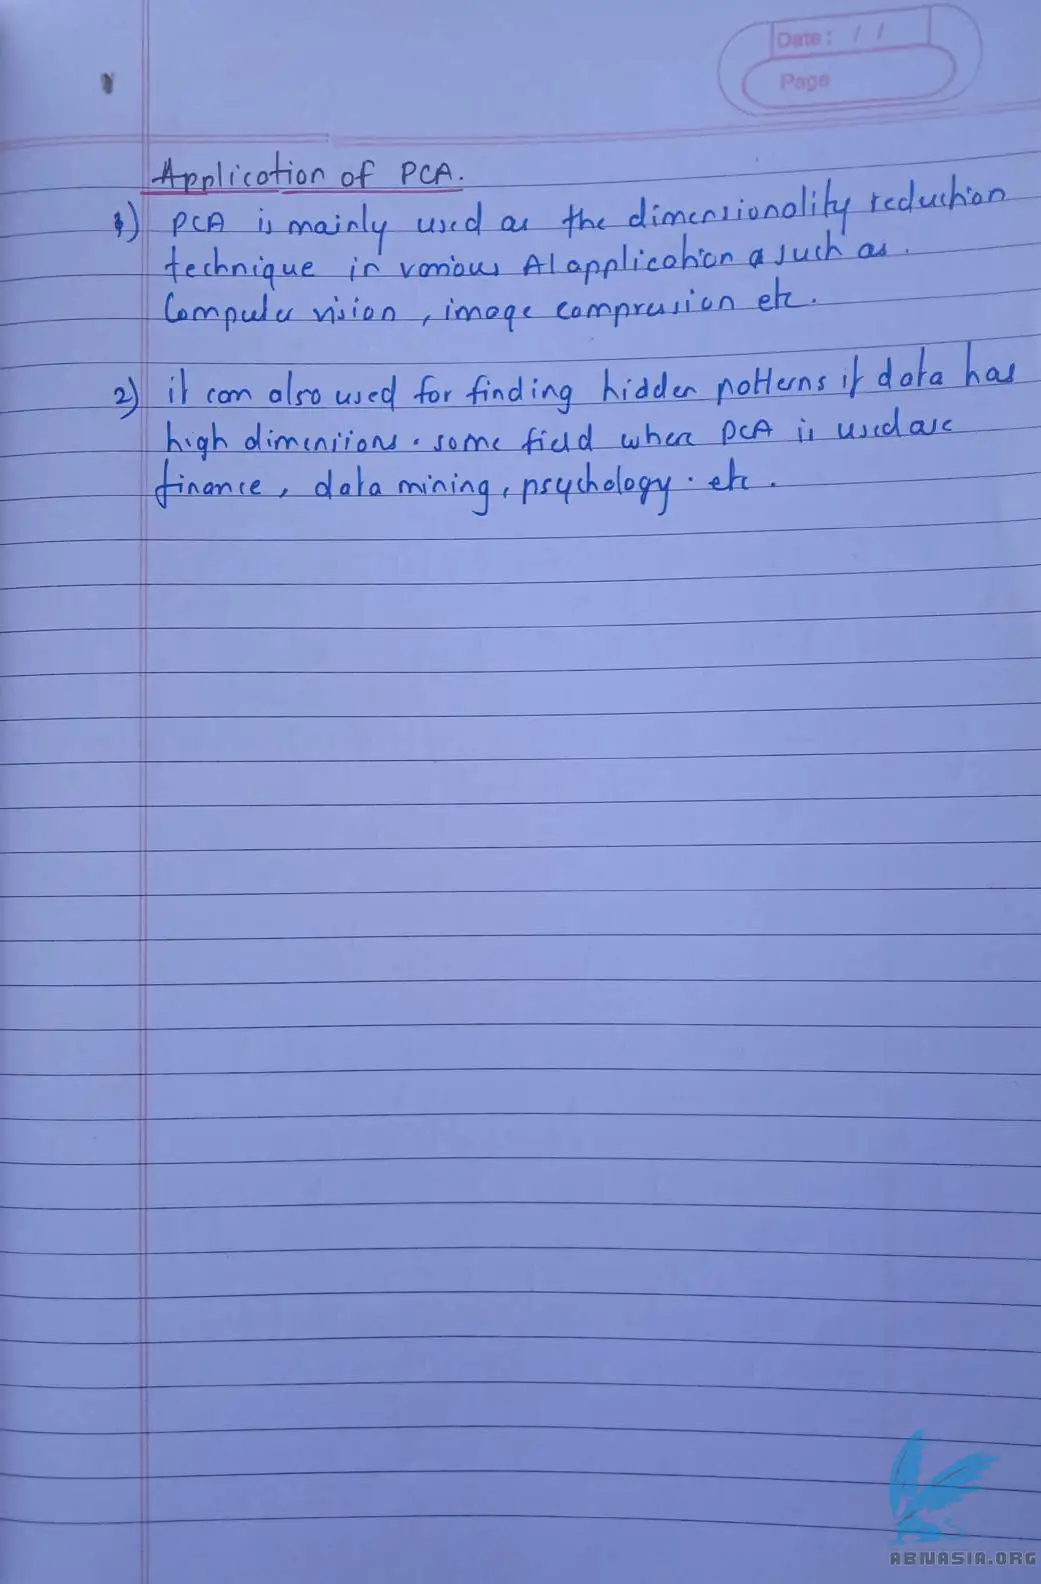 Date: / /
Page
Application of PCA.
1) PCA is mainly used as the dimensionality reduction
technique in various AI application such as.
Computer vision, image compression etc.
2) it can also used for finding hidden patterns if data has
high dimensions. some field where PCA is used are
finance, data mining, psychology. etc.
ABNASIA.ORG